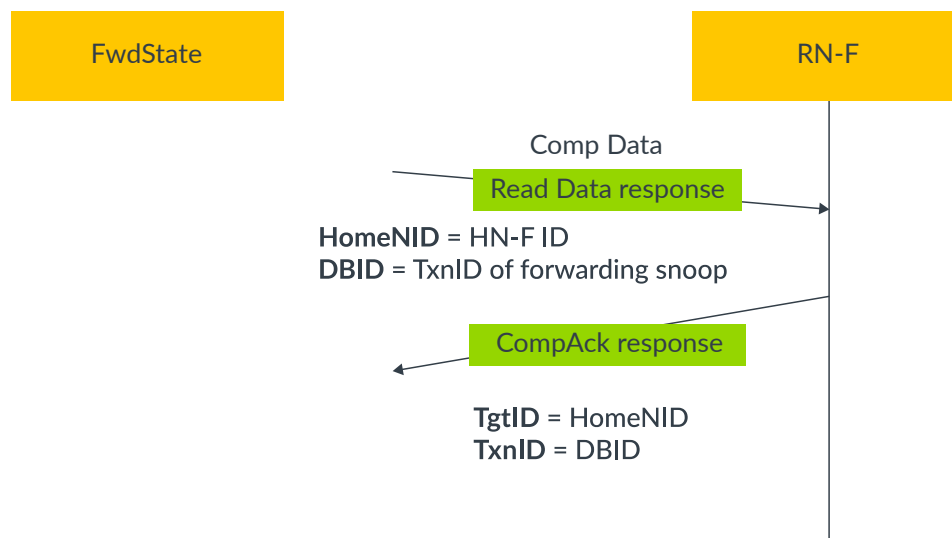 FwdState
RN-F
Comp Data
Read Data response
HomeNID = HN-F ID
DBID = TxnID of forwarding snoop
CompAck response
TgtID = HomeNID
TxnID = DBID